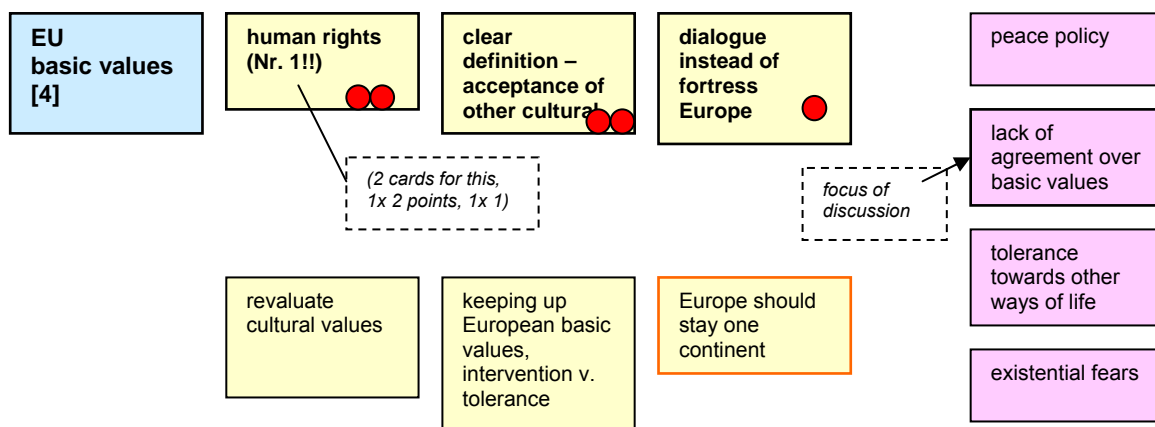 EU
basic values
[4]
human rights
(Nr. 1!!)
clear
definition –
acceptance of
other cultural
dialogue
instead of
fortress
Europe
peace policy
(2 cards for this,
1x 2 points, 1x 1)
focus of
discussion
lack of
agreement over
basic values
tolerance
towards other
ways of life
existential fears
revaluate
cultural values
keeping up
European basic
values,
intervention v.
tolerance
Europe should
stay one
continent